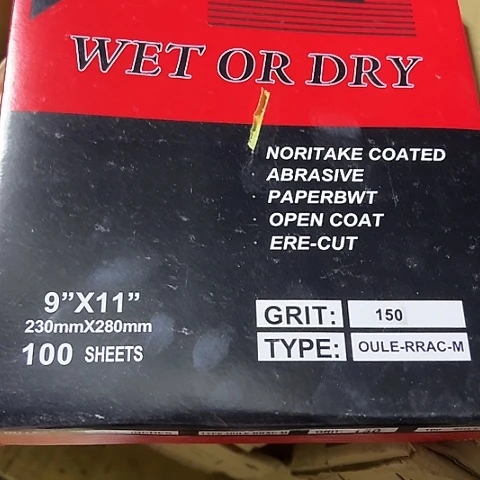 WET OR DRY
· NORITAKE COATED
· ABRASIVE
· PAPERBWT
· OPEN COAT
· ERE-CUT
9”X11”
230mmX280mm
100 SHEETS
GRIT: 150
TYPE: OULE-RRAC-M